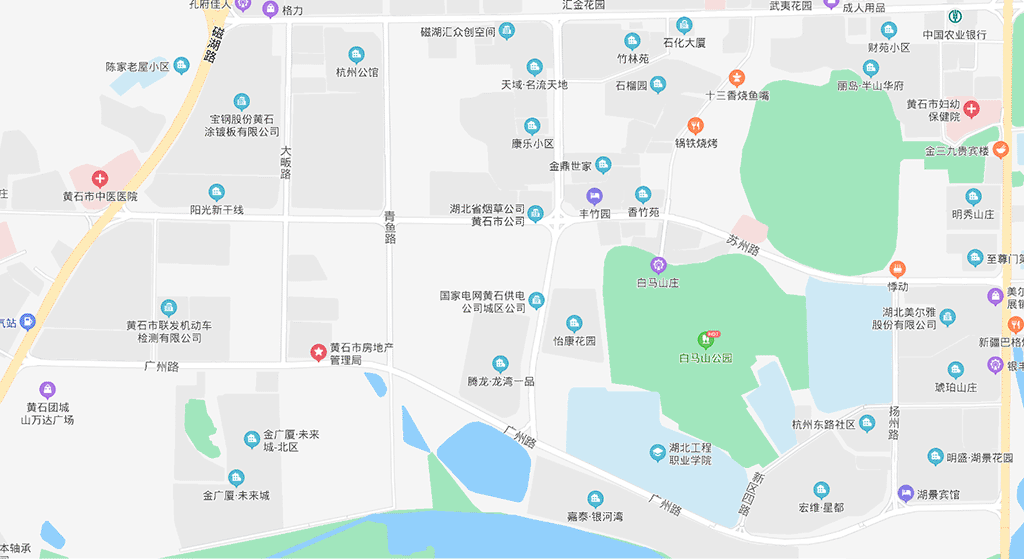 孔府佳人
格力
汇金花园
武夷花园
成人用品
磁湖路
磁湖汇众创空间
石化大厦
财苑小区
中国农业银行
陈家老屋小区
杭州公馆
竹林苑
天域·名流天地
石榴园
十三香烧鱼嘴
丽岛·半山华府
宝钢股份黄石
涂镀板有限公司
康乐小区
锅铁烧烤
黄石市妇幼
保健院
大畈路
金鼎世家
金三九贵宾楼
黄石市中医医院
阳光新干线
青鱼路
湖北省烟草公司
黄石市公司
丰竹园
香竹苑
明秀山庄
庄
苏州路
白马山庄
悸动
至尊门第
国家电网黄石供电
公司城区公司
美尔
展销
气站
黄石市联发机动车
检测有限公司
怡康花园
湖北美尔雅
股份有限公司
新疆巴格
广州路
黄石市房地产
管理局
HOT
白马山公园
银丰
腾龙·龙湾一品
琥珀山庄
黄石团城
山万达广场
金广厦·未来
城-北区
广州路
杭州东路社区
扬州路
湖北工程
职业学院
明盛·湖景花园
金广厦·未来城
新区四路
嘉泰·银河湾
广州路
宏维·星都
湖景宾馆
本轴承